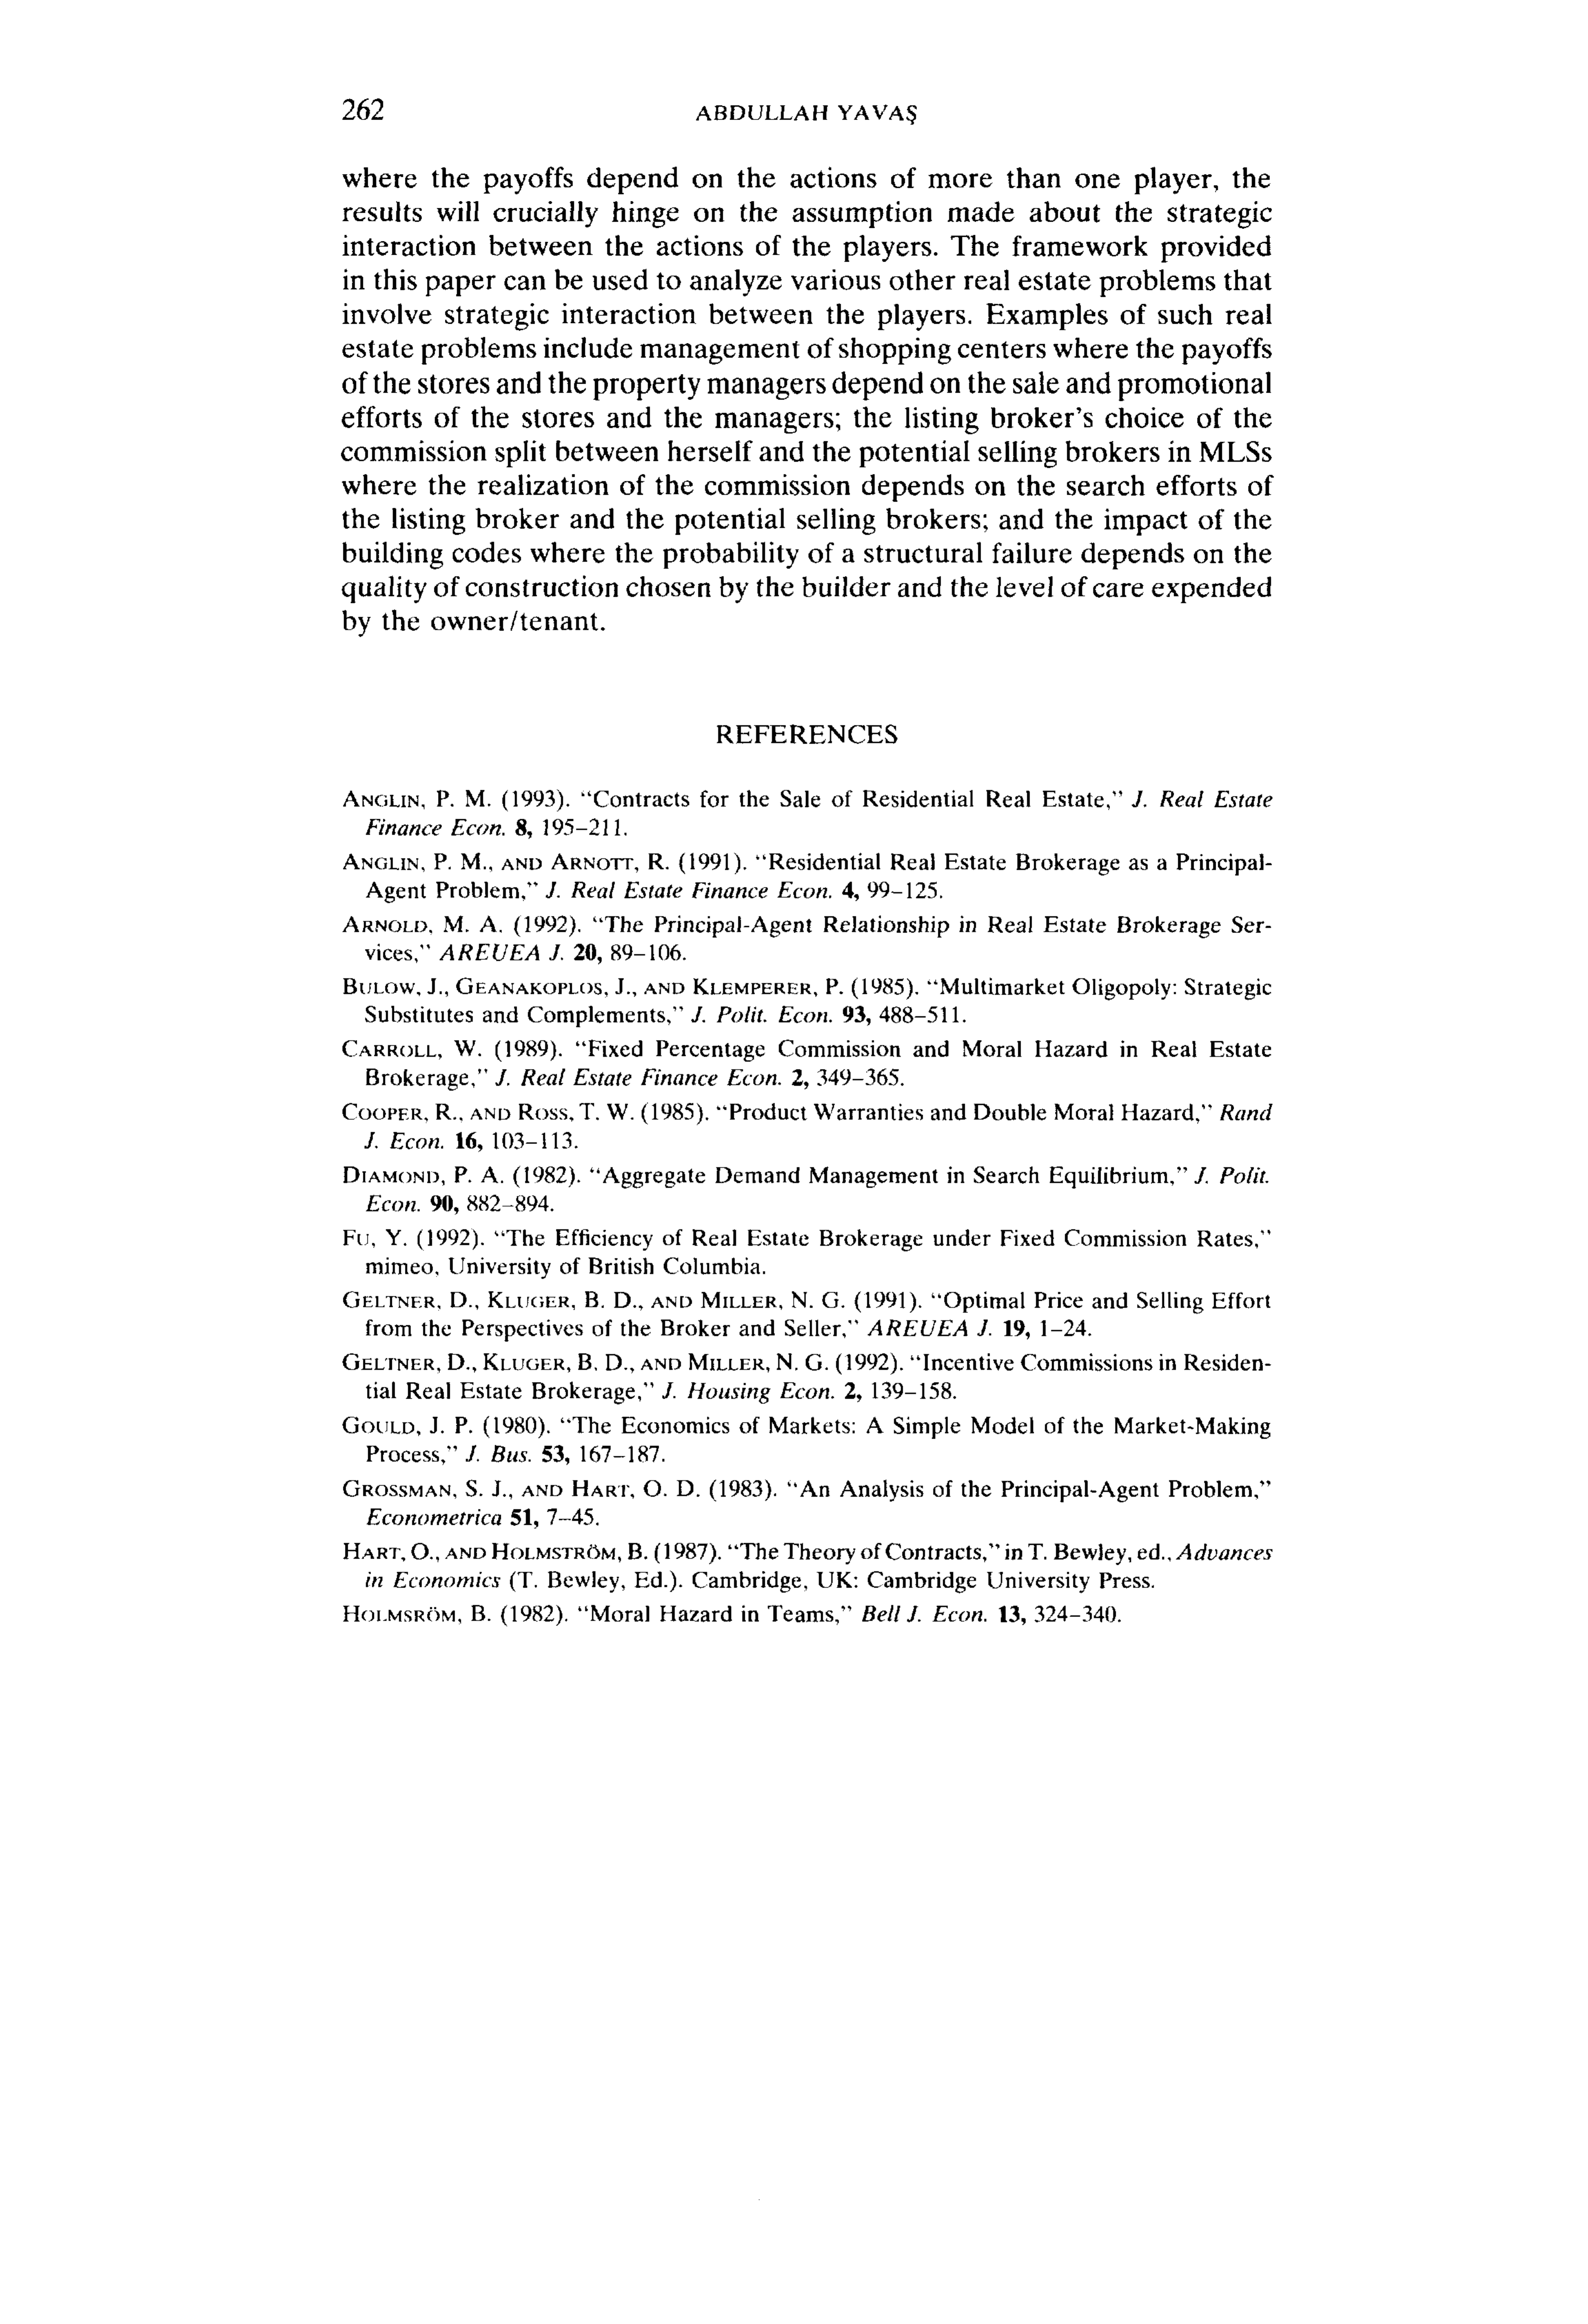 262 ABDULLAH YAVAŞ
where the payoffs depend on the actions of more than one player, the
results will crucially hinge on the assumption made about the strategic
interaction between the actions of the players. The framework provided
in this paper can be used to analyze various other real estate problems that
involve strategic interaction between the players. Examples of such real
estate problems include management of shopping centers where the payoffs
of the stores and the property managers depend on the sale and promotional
efforts of the stores and the managers; the listing broker's choice of the
commission split between herself and the potential selling brokers in MLSs
where the realization of the commission depends on the search efforts of
the listing broker and the potential selling brokers; and the impact of the
building codes where the probability of a structural failure depends on the
quality of construction chosen by the builder and the level of care expended
by the owner/tenant.
REFERENCES
ANGLIN, P. M. (1993). “Contracts for the Sale of Residential Real Estate,” J. Real Estate
Finance Econ. 8, 195–211.
ANGLIN, P. M., AND ARNOTT, R. (1991). “Residential Real Estate Brokerage as a Principal-
Agent Problem,” J. Real Estate Finance Econ. 4, 99–125.
ARNOLD, M. A. (1992). “The Principal-Agent Relationship in Real Estate Brokerage Ser-
vices,” AREUEA J. 20, 89–106.
BULOW, J., GEANAKOPLOS, J., AND KLEMPERER, P. (1985). “Multimarket Oligopoly: Strategic
Substitutes and Complements,” J. Polit. Econ. 93, 488–511.
CARROLL, W. (1989). “Fixed Percentage Commission and Moral Hazard in Real Estate
Brokerage,” J. Real Estate Finance Econ. 2, 349–365.
COOPER, R., AND ROSS, T. W. (1985). “Product Warranties and Double Moral Hazard,” Rand
J. Econ. 16, 103–113.
DIAMOND, P. A. (1982). “Aggregate Demand Management in Search Equilibrium,” J. Polit.
Econ. 90, 882–894.
FU, Y. (1992). “The Efficiency of Real Estate Brokerage under Fixed Commission Rates,”
mimeo, University of British Columbia.
GELTNER, D., KLUGER, B. D., AND MILLER, N. G. (1991). “Optimal Price and Selling Effort
from the Perspectives of the Broker and Seller,” AREUEA J. 19, 1–24.
GELTNER, D., KLUGER, B. D., AND MILLER, N. G. (1992). “Incentive Commissions in Residen-
tial Real Estate Brokerage,” J. Housing Econ. 2, 139–158.
GOULD, J. P. (1980). “The Economics of Markets: A Simple Model of the Market-Making
Process,” J. Bus. 53, 167–187.
GROSSMAN, S. J., AND HART, O. D. (1983). “An Analysis of the Principal-Agent Problem,”
Econometrica 51, 7–45.
HART, O., AND HOLMSTRÖM, B. (1987). “The Theory of Contracts,” in T. Bewley, ed., Advances
in Economics (T. Bewley, Ed.). Cambridge, UK: Cambridge University Press.
HOLMSRÖM, B. (1982). “Moral Hazard in Teams,” Bell J. Econ. 13, 324–340.